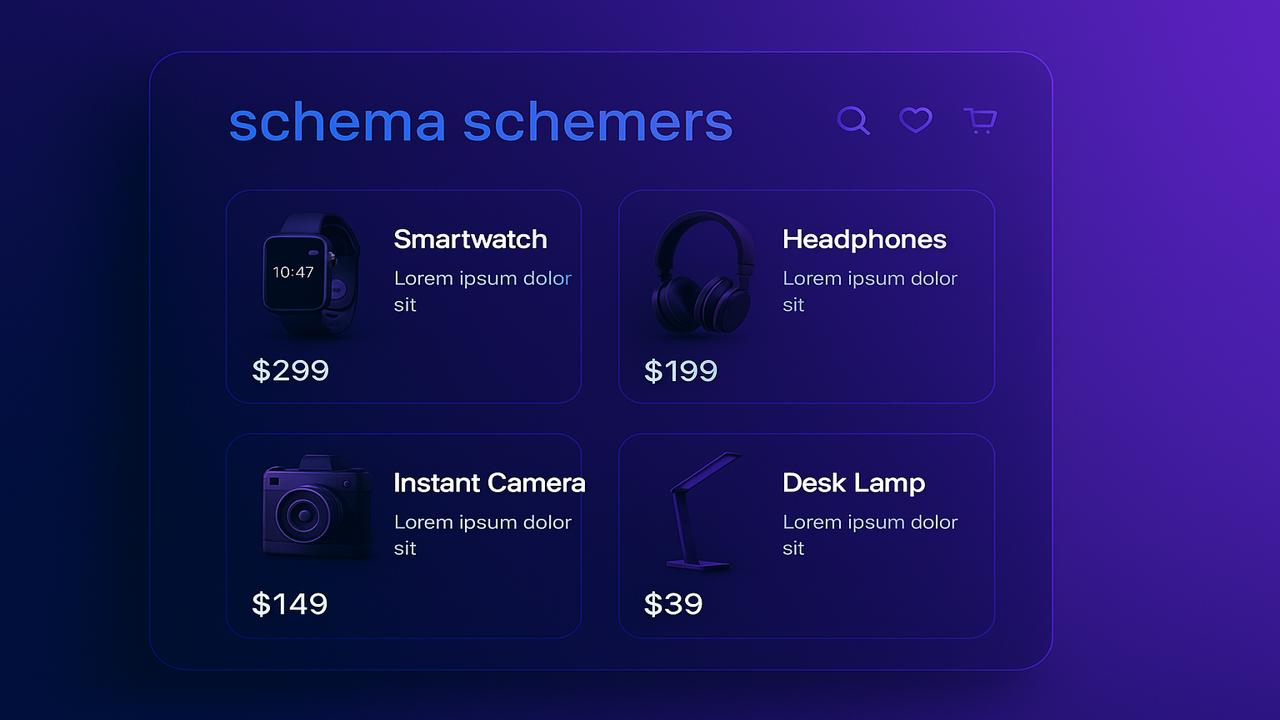 schema schemers
10:47
Smartwatch
Lorem ipsum dolor
sit
$299
Headphones
Lorem ipsum dolor
sit
$199
Instant Camera
Lorem ipsum dolor
sit
$149
Desk Lamp
Lorem ipsum dolor
sit
$39